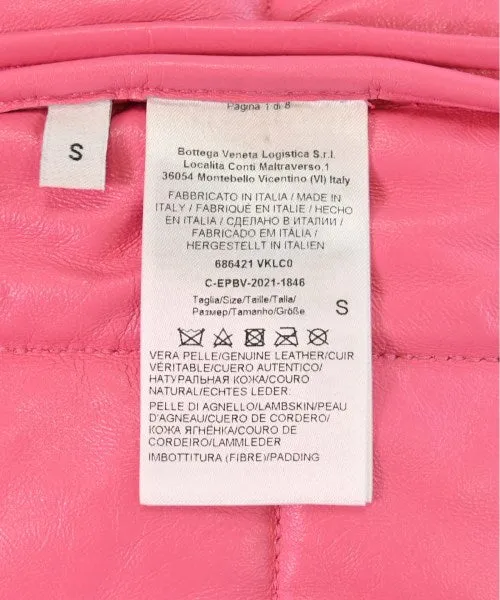 S
Pagina 1 di 8
Bottega Veneta Logistica S.r.l.
Localita Conti Maltraverso,1
36054 Montebello Vicentino (VI) Italy
FABBRICATO IN ITALIA / MADE IN
ITALY / FABRIQUÉ EN ITALIE / HECHO
EN ITALIA / СДЕЛАНО В ИТАЛИИ /
FABRICADO EM ITÀLIA /
HERGESTELLT IN ITALIEN
686421 VKLC0
C-EPBV-2021-1846
Taglia/Size/Taille/Talla/
Размер/Tamanho/Größe S
VERA PELLE/GENUINE LEATHER/CUIR
VÉRITABLE/CUERO AUTENTICO/
НАТУРАЛЬНАЯ КОЖА/COURO
NATURAL/ECHTES LEDER:
PELLE DI AGNELLO/LAMBSKIN/PEAU
D'AGNEAU/CUERO DE CORDERO/
КОЖА ЯГНЁНКА/COURO DE
CORDEIRO/LAMMLEDER
IMBOTTITURA (FIBRE)/PADDING